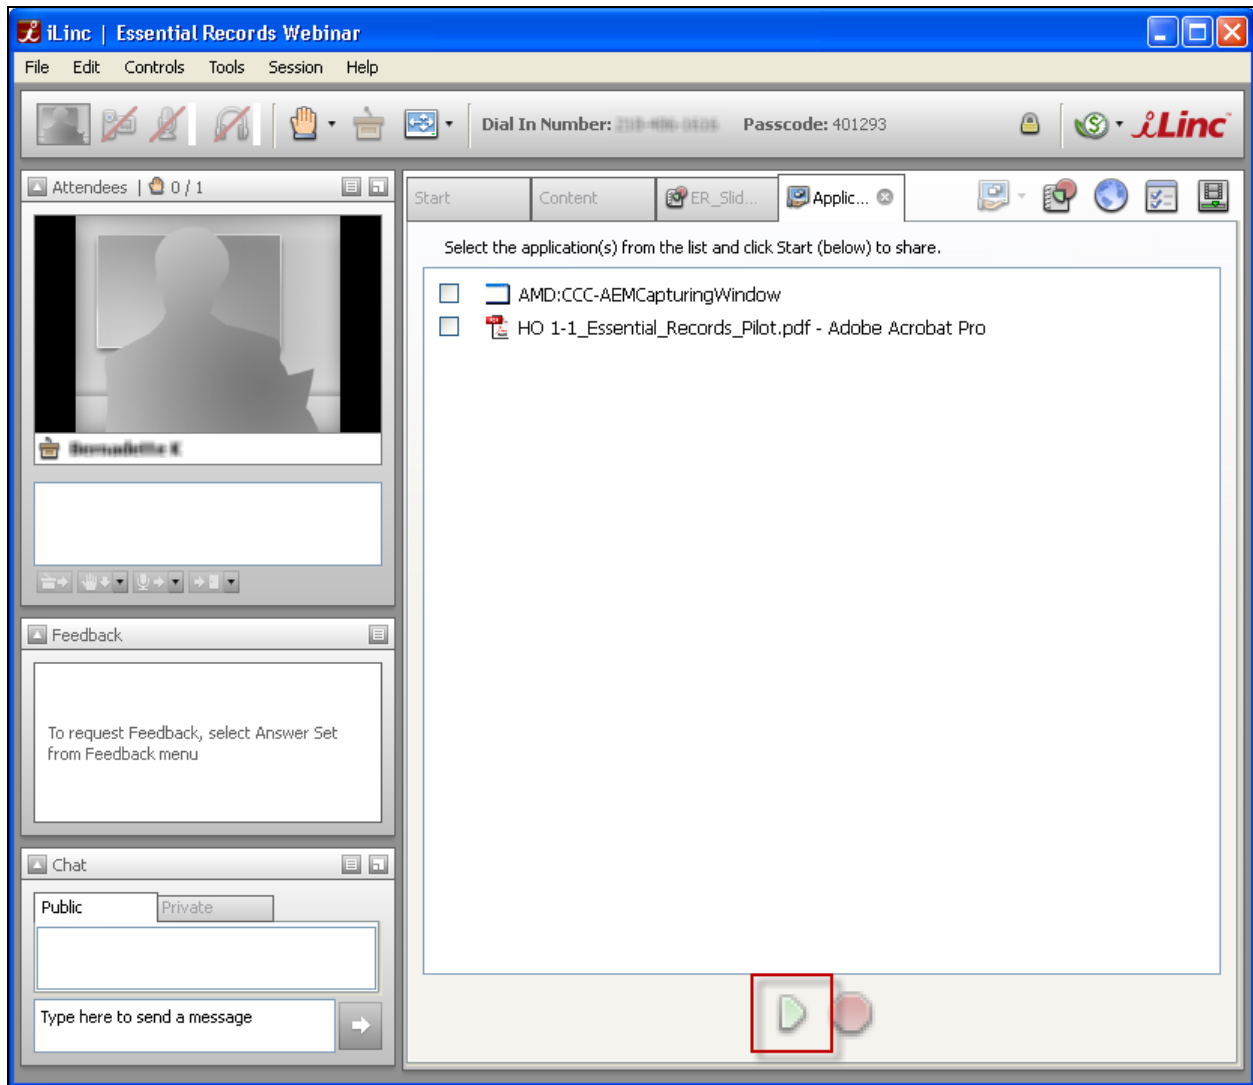 iLinc | Essential Records Webinar
File Edit Controls Tools Session Help
Dial In Number: Passcode: 401293 iLinc
Attendees | 0 / 1
Start Content ER_Slid... Applic...
Select the application(s) from the list and click Start (below) to share.
AMD:CCC-AEMCapturingWindow
HO 1-1_Essential_Records_Pilot.pdf - Adobe Acrobat Pro
Feedback
To request Feedback, select Answer Set
from Feedback menu
Chat
Public Private
Type here to send a message